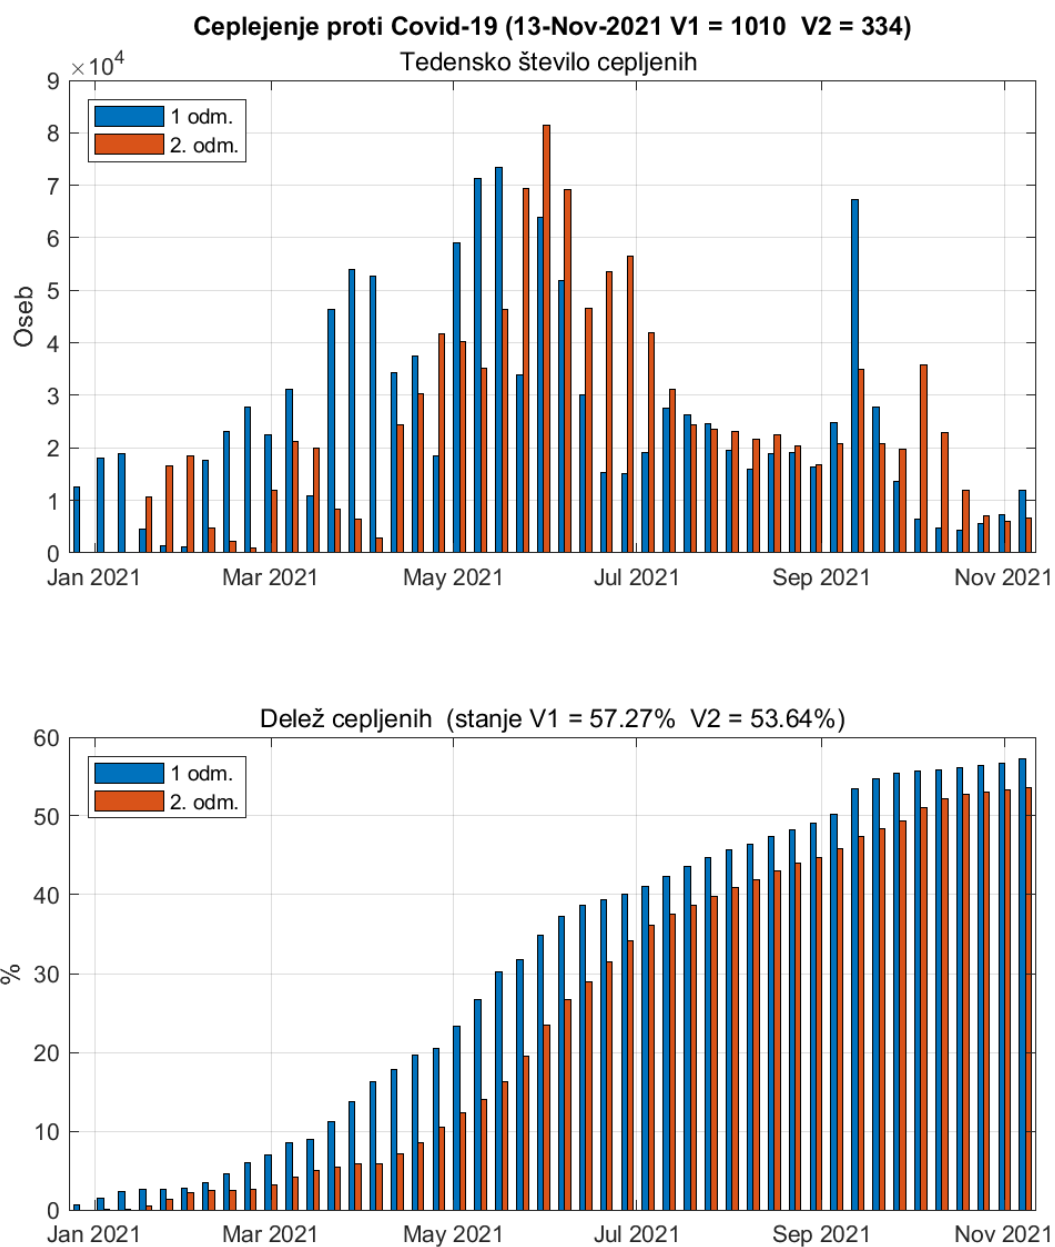 Ceplejenje proti Covid-19 (13-Nov-2021 V1 = 1010 V2 = 334)
Tedensko število cepljenih
×10⁴
1 odm.
2. odm.
9
8
7
6
5
4
3
2
1
0
Oseb
Jan 2021 Mar 2021 May 2021 Jul 2021 Sep 2021 Nov 2021
Delež cepljenih (stanje V1 = 57.27% V2 = 53.64%)
1 odm.
2. odm.
60
50
40
30
20
10
0
%
Jan 2021 Mar 2021 May 2021 Jul 2021 Sep 2021 Nov 2021